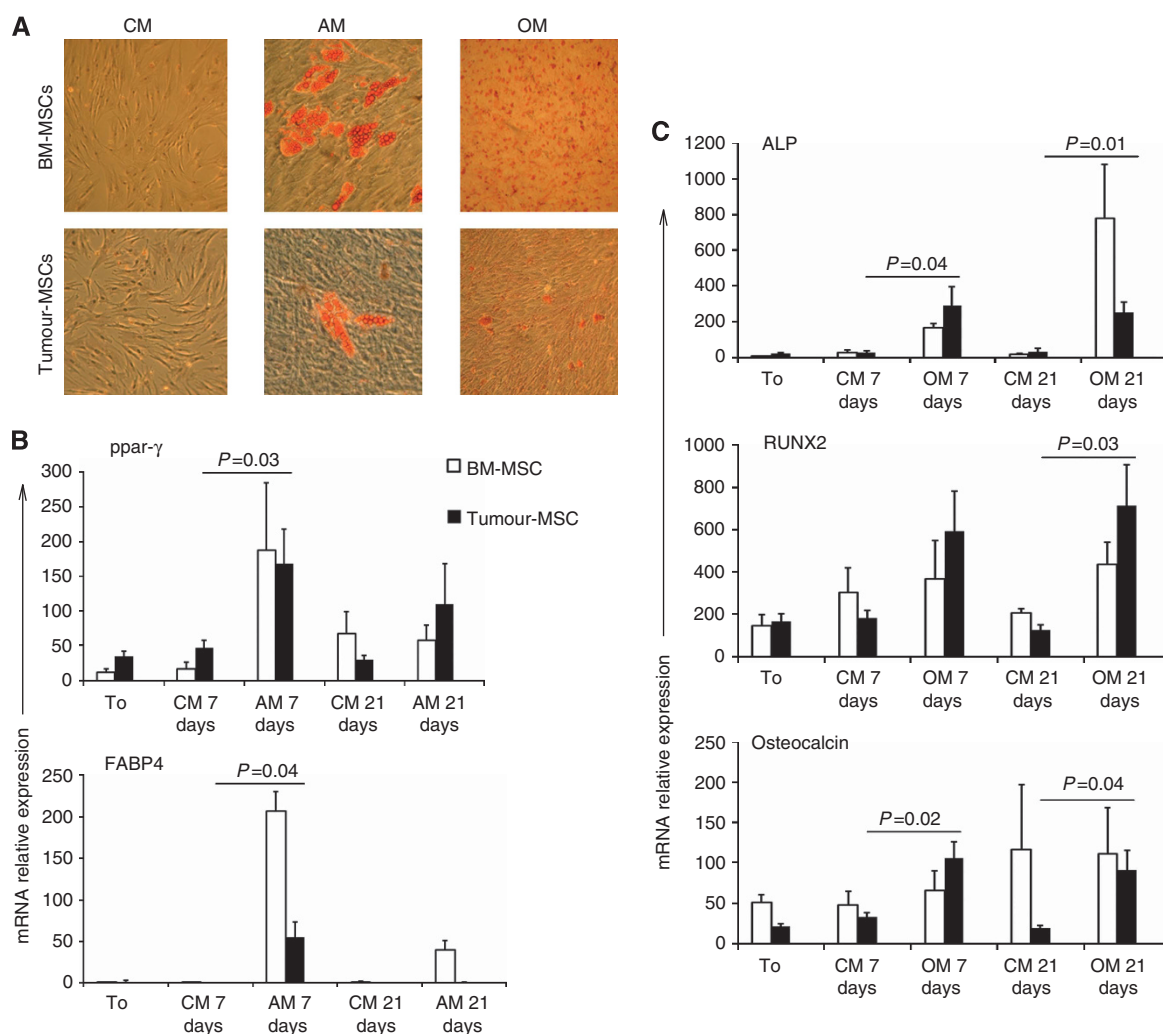 A
CM
AM
OM
BM-MSCs
Tumour-MSCs
B
ppar-γ
P=0.03
BM-MSC
Tumour-MSC
300
250
200
150
100
50
0
To
CM 7
days
AM 7
days
CM 21
days
AM 21
days
FABP4
P=0.04
250
200
150
100
50
0
To
CM 7
days
AM 7
days
CM 21
days
AM 21
days
mRNA relative expression
C
ALP
P=0.01
P=0.04
1200
1000
800
600
400
200
0
To
CM 7
days
OM 7
days
CM 21
days
OM 21
days
RUNX2
P=0.03
1000
800
600
400
200
0
To
CM 7
days
OM 7
days
CM 21
days
OM 21
days
Osteocalcin
P=0.04
P=0.02
250
200
150
100
50
0
To
CM 7
days
OM 7
days
CM 21
days
OM 21
days
mRNA relative expression